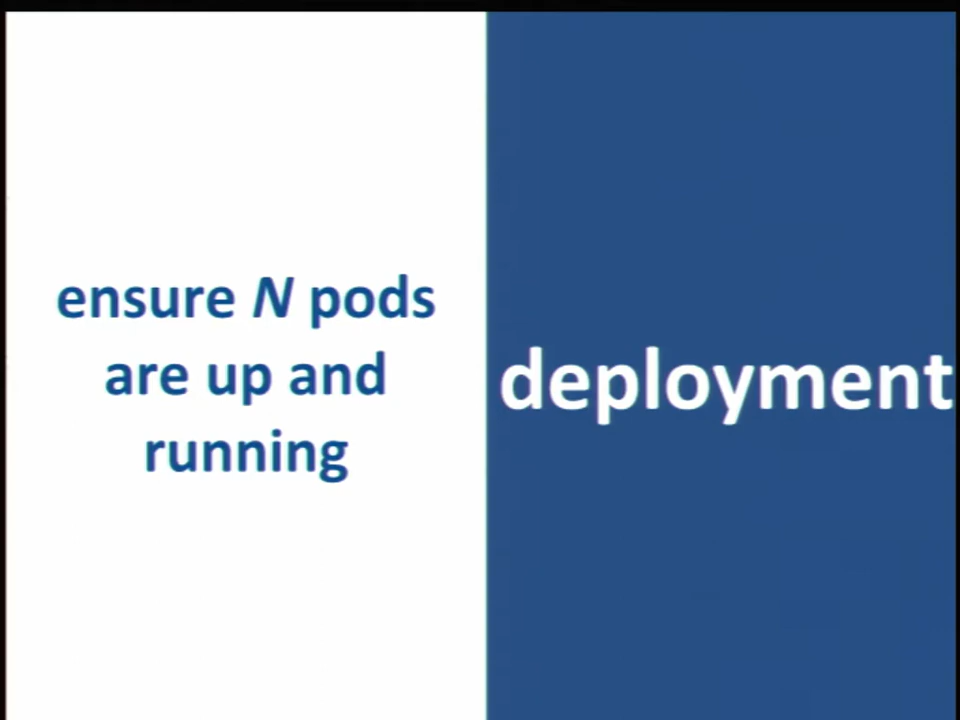 ensure N pods
are up and
running
deployment